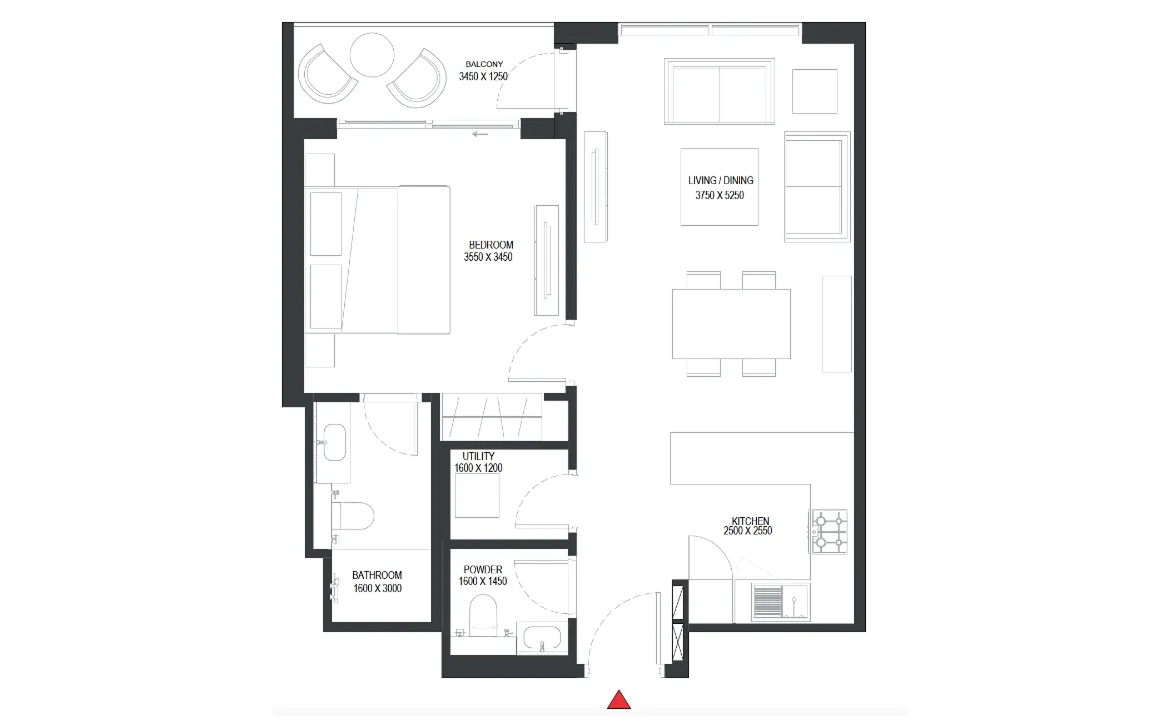 BALCONY
3450 X 1250
LIVING / DINING
3750 X 5250
BEDROOM
3550 X 3450
UTILITY
1600 X 1200
KITCHEN
2500 X 2550
POWDER
1600 X 1450
BATHROOM
1600 X 3000